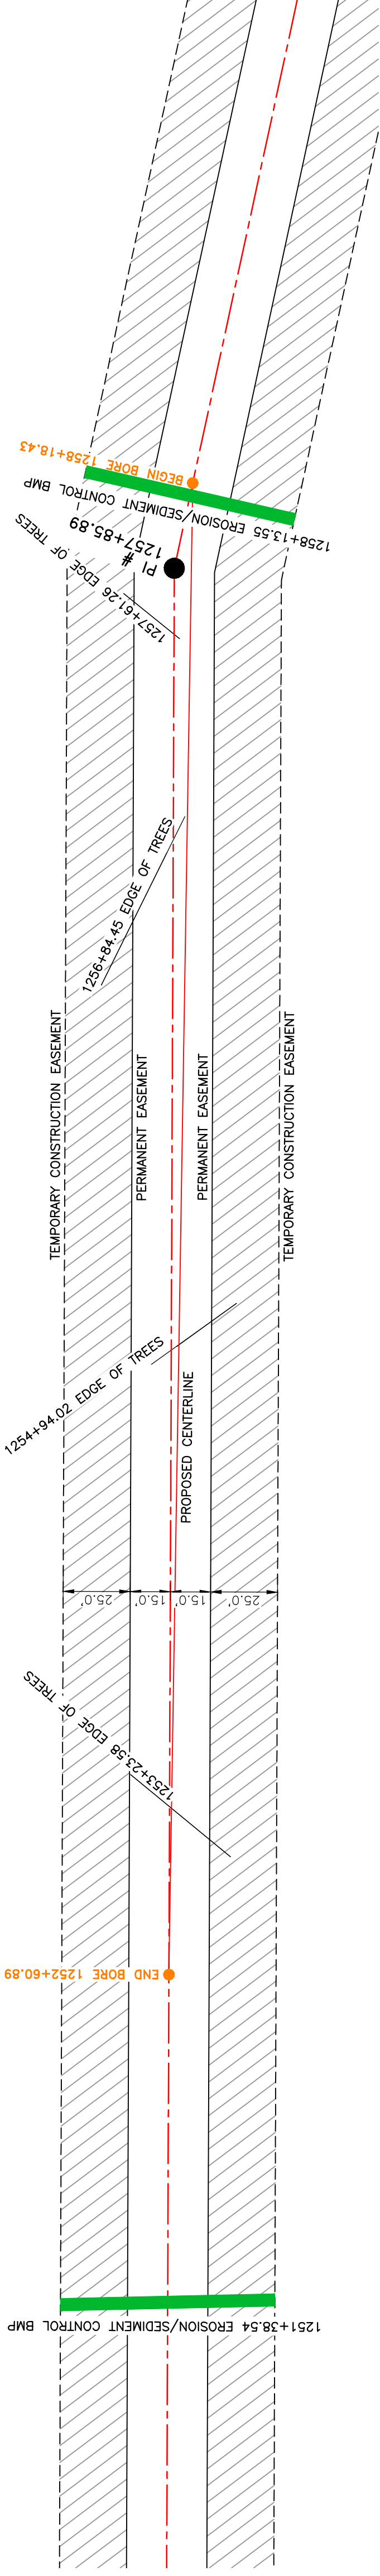 BEGIN BORE 1258+18.43
1258+13.55 EROSION/SEDIMENT CONTROL BMP
PI #
1257+85.89
1257+61.26 EDGE OF TREES
1256+84.45 EDGE OF TREES
TEMPORARY CONSTRUCTION EASEMENT
PERMANENT EASEMENT
PERMANENT EASEMENT
TEMPORARY CONSTRUCTION EASEMENT
1254+94.02 EDGE OF TREES
PROPOSED CENTERLINE
25.0'
15.0'
15.0'
25.0'
1253+23.58 EDGE OF TREES
END BORE 1252+60.89
1251+38.54 EROSION/SEDIMENT CONTROL BMP